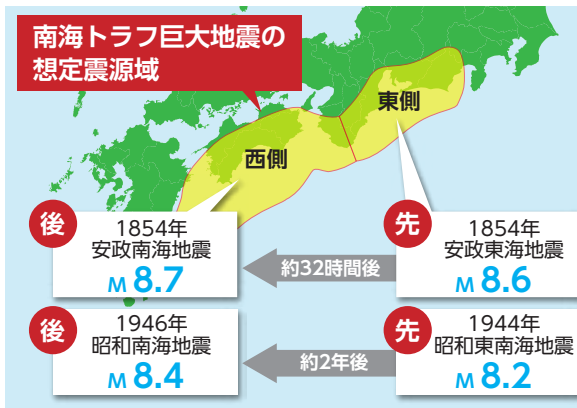 南海トラフ巨大地震の
想定震源域
東側
西側
後
1854年
安政南海地震
M 8.7
約32時間後
先
1854年
安政東海地震
M 8.6
後
1946年
昭和南海地震
M 8.4
約2年後
先
1944年
昭和東南海地震
M 8.2